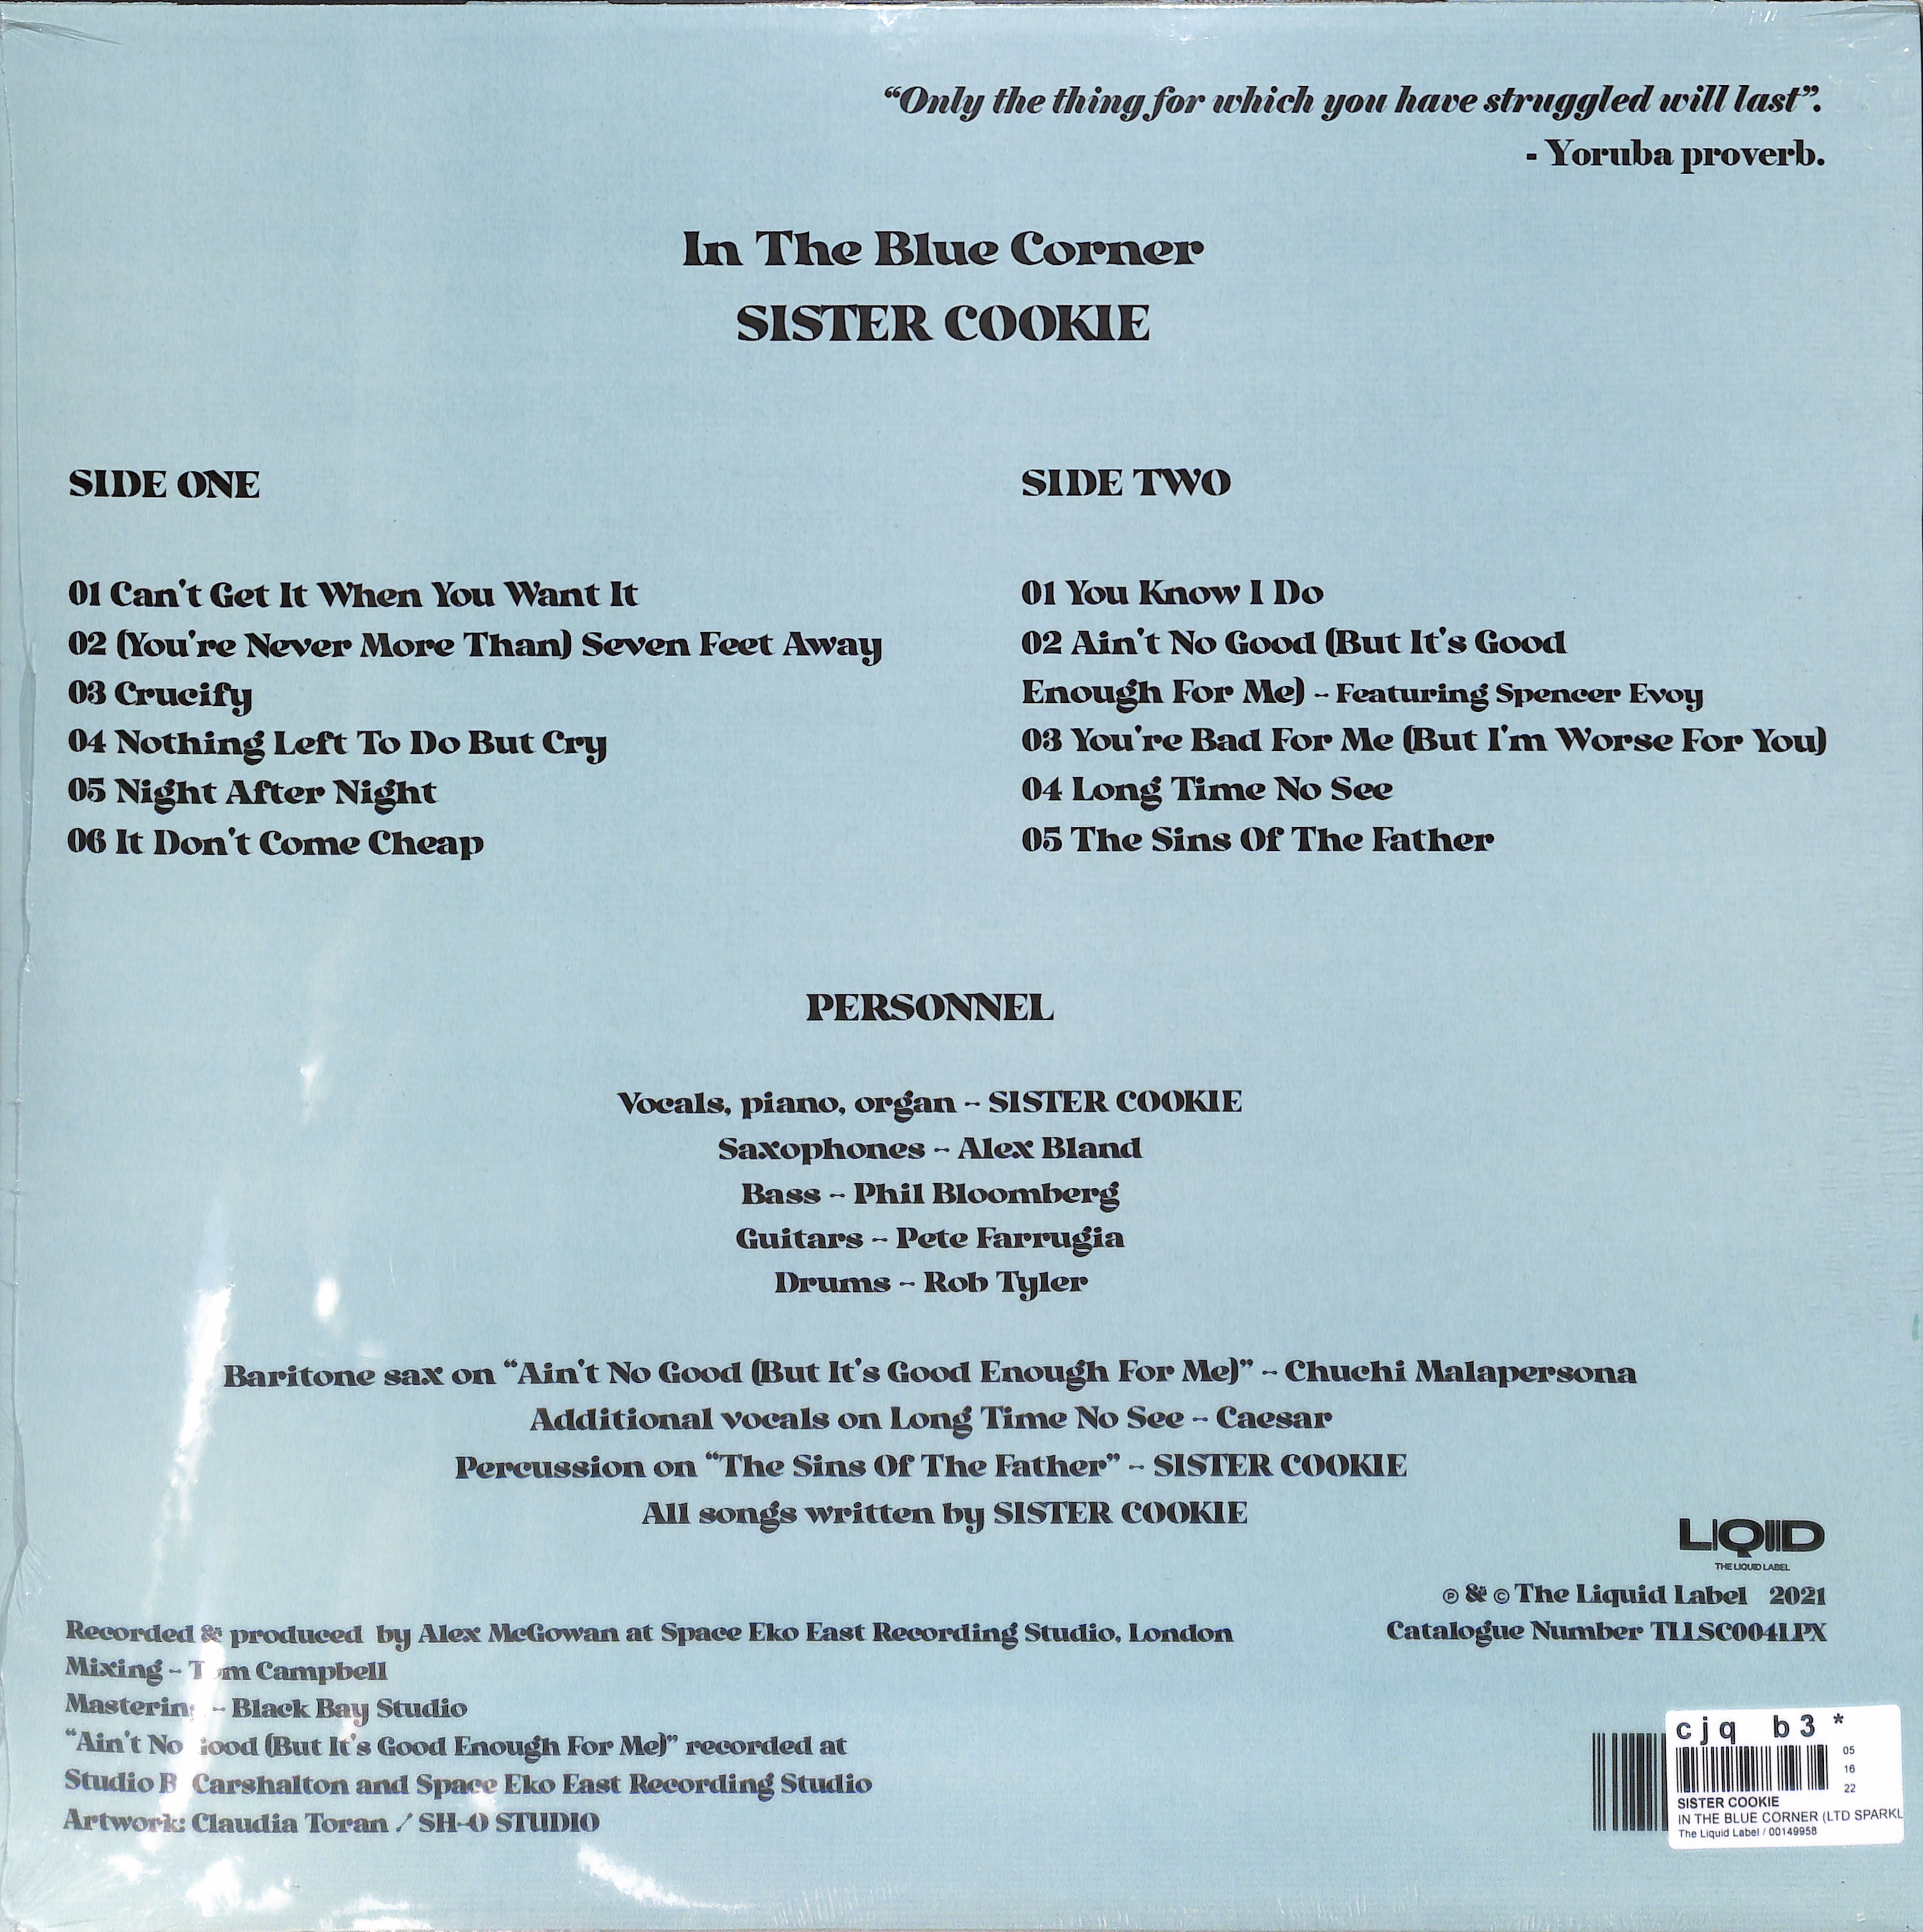 “Only the thing for which you have struggled will last”.
- Yoruba proverb.
In The Blue Corner
SISTER COOKIE
SIDE ONE
01 Can't Get It When You Want It
02 (You're Never More Than) Seven Feet Away
03 Crucify
04 Nothing Left To Do But Cry
05 Night After Night
06 It Don't Come Cheap
SIDE TWO
01 You Know I Do
02 Ain't No Good (But It's Good
Enough For Me) - Featuring Spencer Evoy
03 You're Bad For Me (But I'm Worse For You)
04 Long Time No See
05 The Sins Of The Father
PERSONNEL
Vocals, piano, organ - SISTER COOKIE
Saxophones - Alex Bland
Bass - Phil Bloomberg
Guitars - Pete Farrugia
Drums - Rob Tyler
Baritone sax on “Ain't No Good (But It's Good Enough For Me)” - Chuchi Malapersona
Additional vocals on Long Time No See - Caesar
Percussion on “The Sins Of The Father” - SISTER COOKIE
All songs written by SISTER COOKIE
LIQUID
THE LIQUID LABEL
℗ & © The Liquid Label 2021
Catalogue Number TLLSC004LPX
Recorded & produced by Alex McGowan at Space Eko East Recording Studio, London
Mixing - Tom Campbell
Mastering - Black Bay Studio
“Ain't No Good (But It's Good Enough For Me)” recorded at
Studio B Carshalton and Space Eko East Recording Studio
Artwork: Claudia Toran / SH-O STUDIO
cjq b3 *
05
16
22
SISTER COOKIE
IN THE BLUE CORNER (LTD SPARKL
The Liquid Label / 00149958